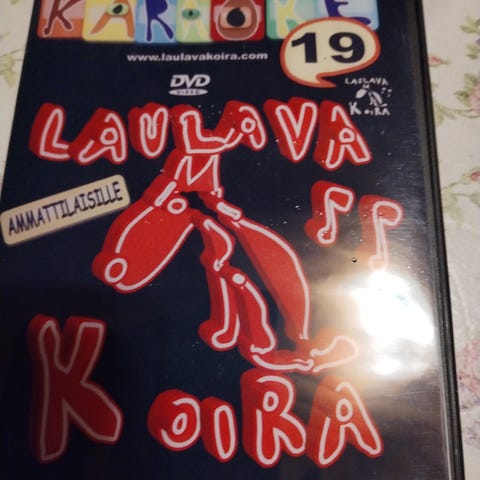 KARAOKE
19
www.laulavakoira.com
DVD
VIDEO
LAULAVA
KOIRA
LAULAVA
AMMATTILAISILLE
KOIRA